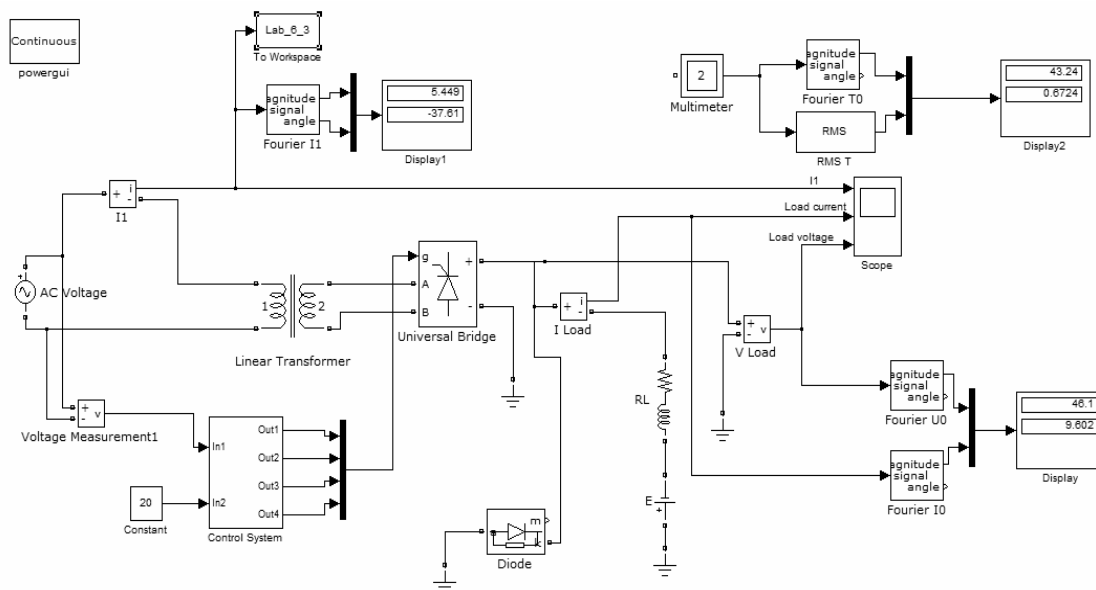 Continuous
powergui
Lab_6_3
To Workspace
agnitude
signal
angle
Fourier I1
5.449
-37.61
Display1
2
Multimeter
agnitude
signal
angle
Fourier T0
RMS
RMS T
43.24
0.6724
Display2
+ i
-
I1
I1
Load current
Load voltage
Scope
+
AC Voltage
1
2
Linear Transformer
g
A
B
+
-
Universal Bridge
+ i
-
I Load
+
-
v
V Load
RL
E
+
+
-
v
Voltage Measurement1
20
Constant
In1
In2
Out1
Out2
Out3
Out4
Control System
m
k
Diode
agnitude
signal
angle
Fourier U0
agnitude
signal
angle
Fourier I0
46.1
9.602
Display